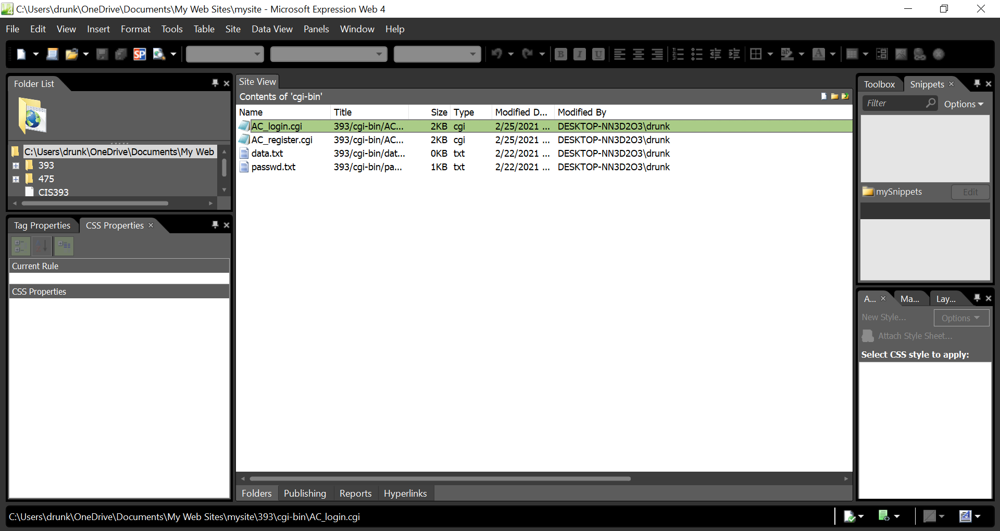 C:\Users\drunk\OneDrive\Documents\My Web Sites\mysite - Microsoft Expression Web 4
File Edit View Insert Format Tools Table Site Data View Panels Window Help
SP B I U ab A
Folder List
C:\Users\drunk\OneDrive\Documents\My Web
393
475
CIS393
Tag Properties CSS Properties
Current Rule
CSS Properties
Site View
Contents of 'cgi-bin'
Name Title Size Type Modified D... Modified By
AC_login.cgi 393/cgi-bin/AC... 2KB cgi 2/25/2021 ... DESKTOP-NN3D2O3\drunk
AC_register.cgi 393/cgi-bin/AC... 2KB cgi 2/25/2021 ... DESKTOP-NN3D2O3\drunk
data.txt 393/cgi-bin/dat... 0KB txt 2/22/2021 ... DESKTOP-NN3D2O3\drunk
passwd.txt 393/cgi-bin/pa... 1KB txt 2/22/2021 ... DESKTOP-NN3D2O3\drunk
Folders Publishing Reports Hyperlinks
Toolbox Snippets
Filter Options
mySnippets Edit
A... Ma... Lay...
New Style... Options
Attach Style Sheet...
Select CSS style to apply:
C:\Users\drunk\OneDrive\Documents\My Web Sites\mysite\393\cgi-bin\AC_login.cgi